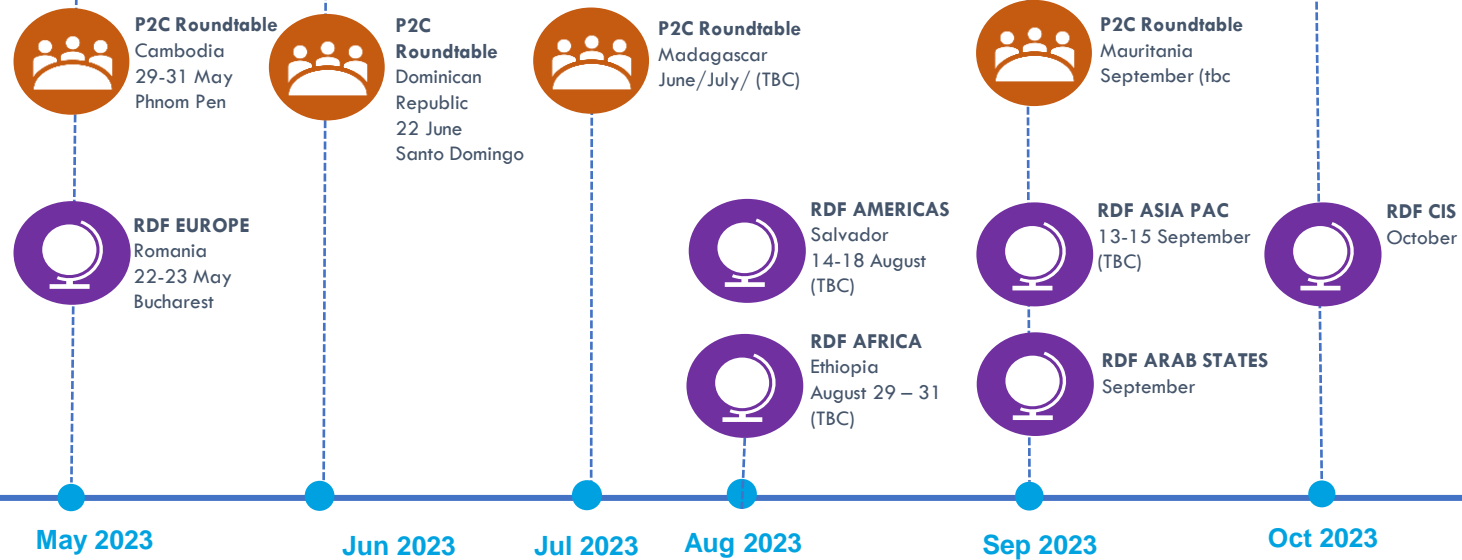 P2C Roundtable
Cambodia
29-31 May
Phnom Pen
P2C
Roundtable
Dominican
Republic
22 June
Santo Domingo
P2C Roundtable
Madagascar
June/July/ (TBC)
P2C Roundtable
Mauritania
September (tbc
RDF EUROPE
Romania
22-23 May
Bucharest
RDF AMERICAS
Salvador
14-18 August
(TBC)
RDF ASIA PAC
13-15 September
(TBC)
RDF CIS
October
RDF AFRICA
Ethiopia
August 29 – 31
(TBC)
RDF ARAB STATES
September
May 2023
Jun 2023
Jul 2023
Aug 2023
Sep 2023
Oct 2023